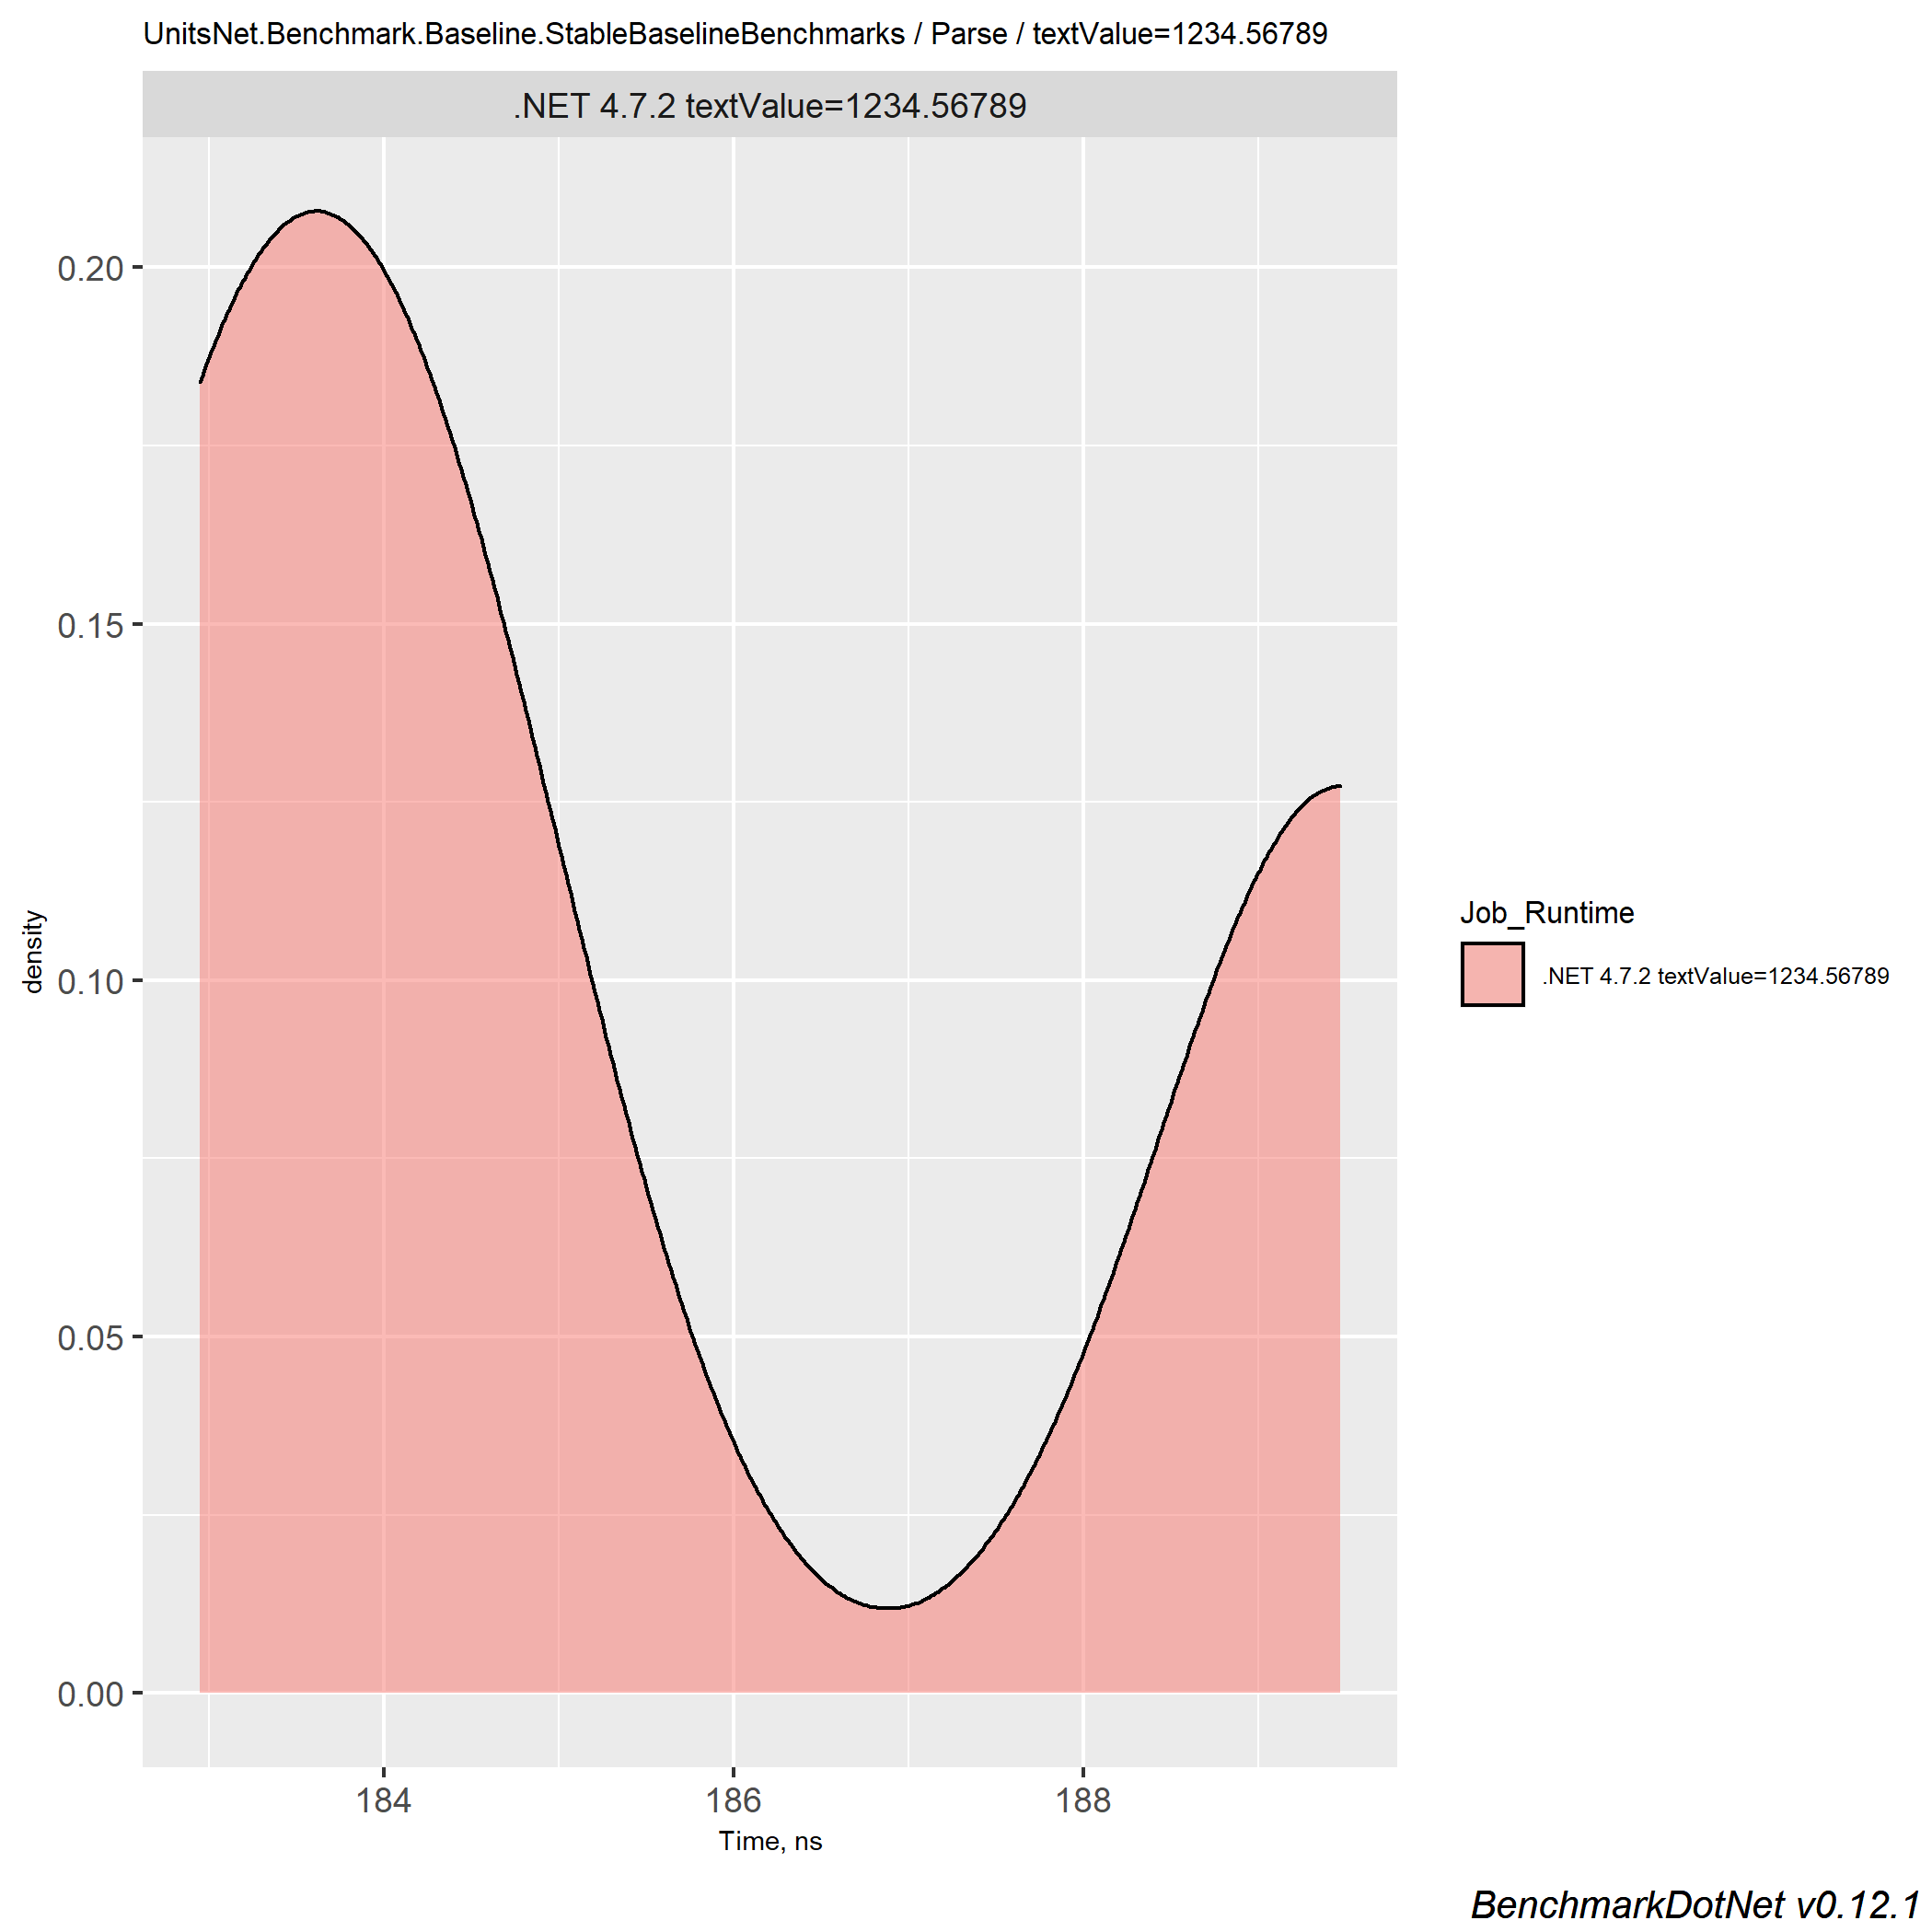 UnitsNet.Benchmark.Baseline.StableBaselineBenchmarks / Parse / textValue=1234.56789
.NET 4.7.2 textValue=1234.56789
0.20
0.15
0.10
0.05
0.00
density
184 186 188
Time, ns
Job_Runtime
.NET 4.7.2 textValue=1234.56789
BenchmarkDotNet v0.12.1